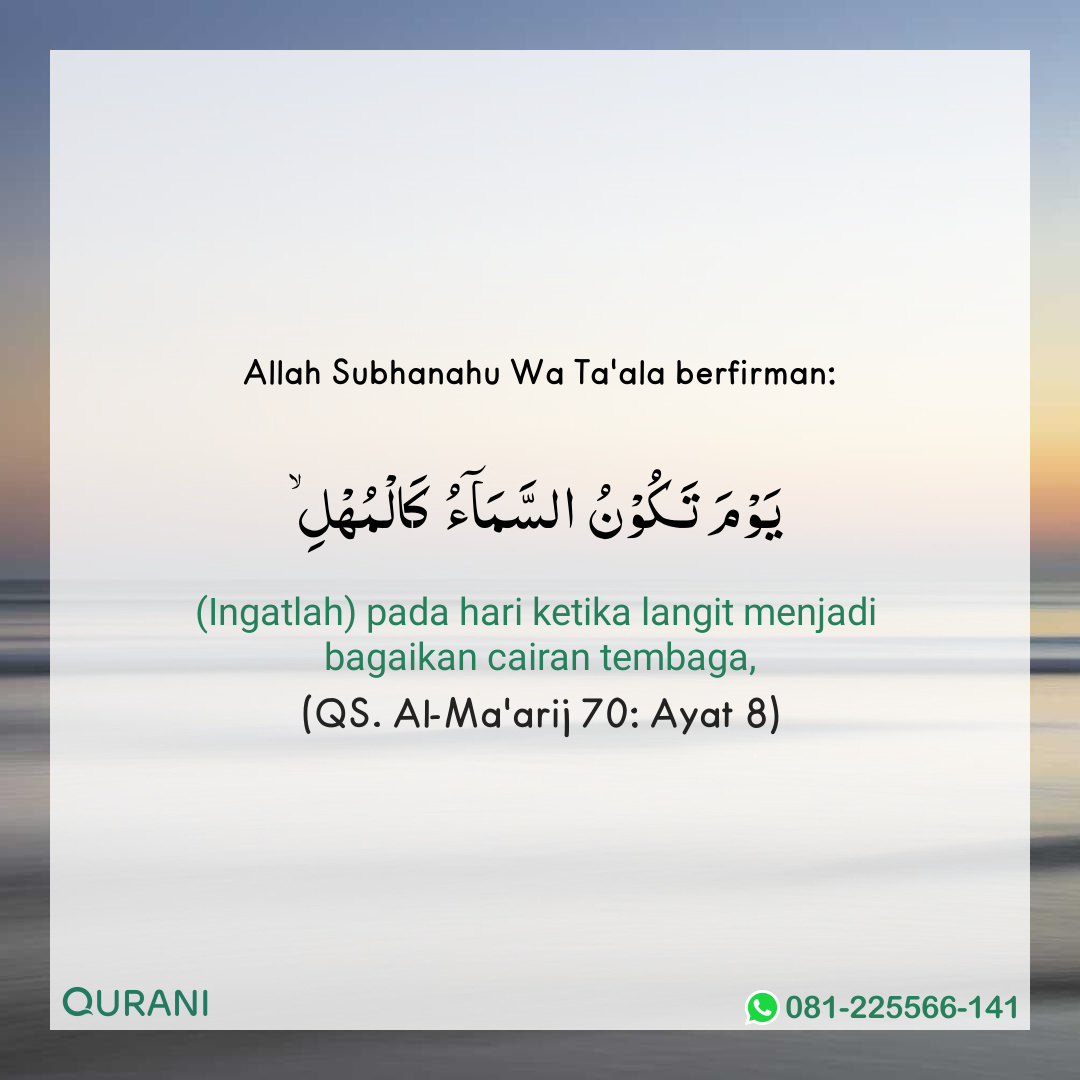 Allah Subhanahu Wa Ta'ala berfirman:
يَوْمَ تَكُوْنُ السَّمَآءُ كَالْمُهْلِۙ
(Ingatlah) pada hari ketika langit menjadi
bagaikan cairan tembaga,
(QS. Al-Ma'arij 70: Ayat 8)
QURANI
081-225566-141